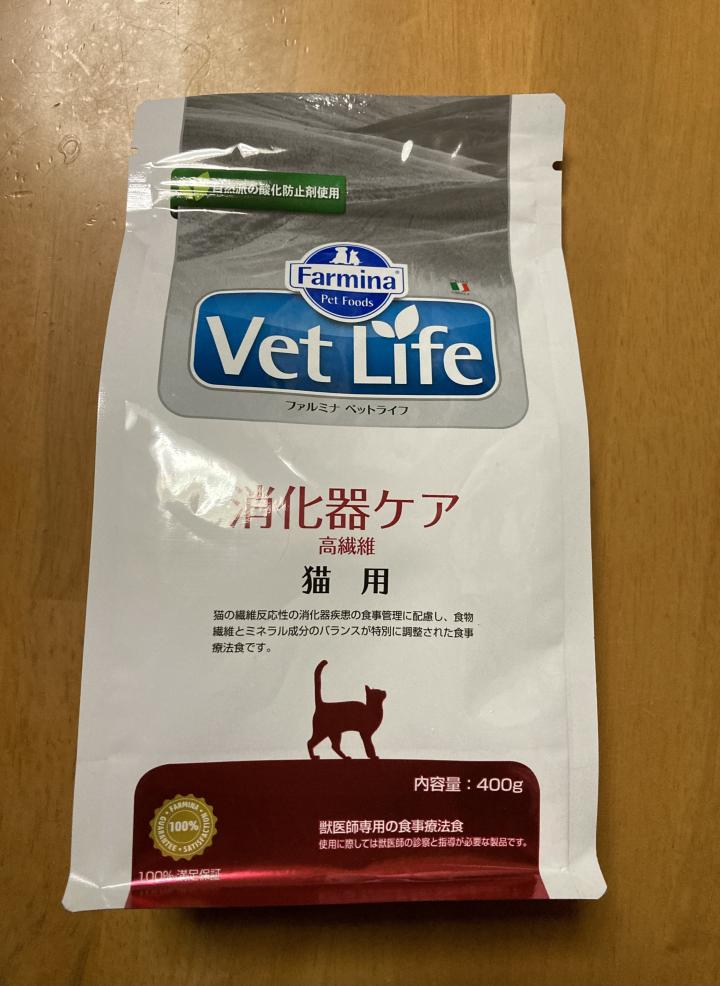 自然派の酸化防止剤使用
Farmina®
Pet Foods
Vet Life
ファルミナ ベットライフ
消化器ケア
高繊維
猫 用
猫の繊維反応性の消化器疾患の食事管理に配慮し、食物
繊維とミネラル成分のバランスが特別に調整された食事
療法食です。
内容量：400g
獣医師専用の食事療法食
使用に際しては獣医師の診察と指導が必要な製品です。
FARMINA
100%
GUARANTEE • SATISFACTION
100% 満足保証